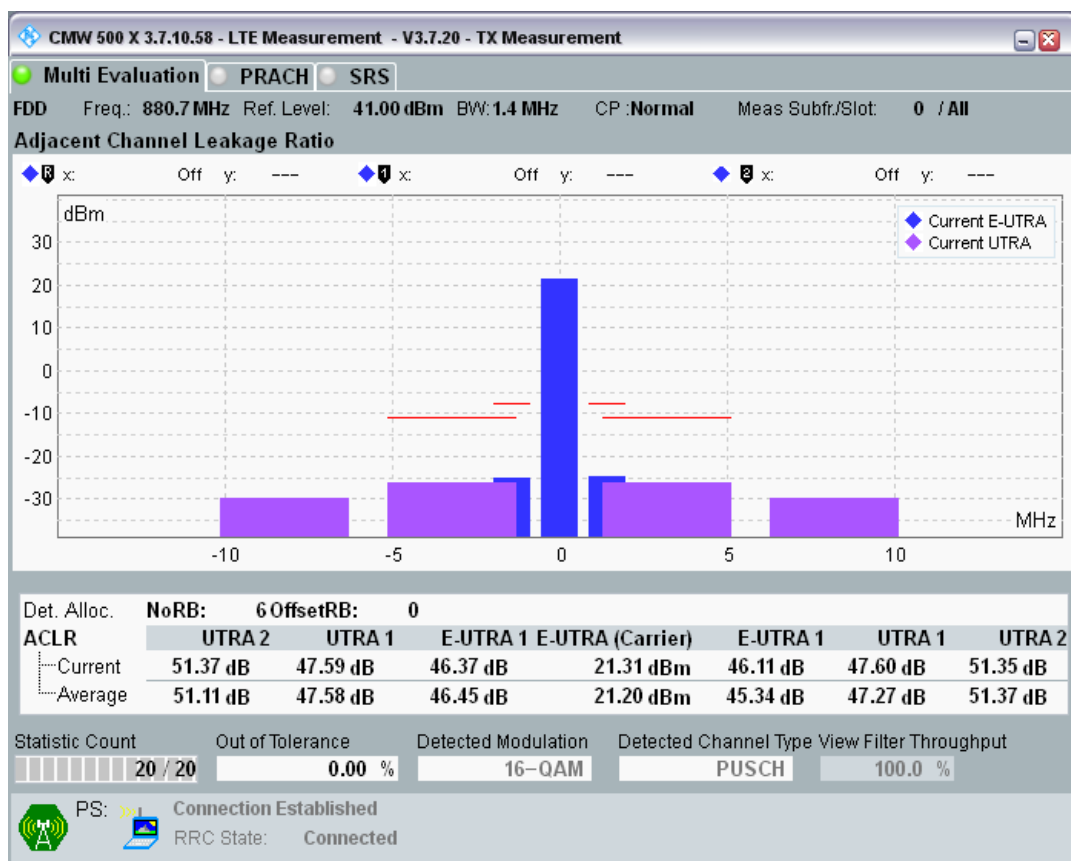 CMW 500 X 3.7.10.58 - LTE Measurement - V3.7.20 - TX Measurement
Multi Evaluation PRACH SRS
FDD Freq.: 880.7 MHz Ref. Level: 41.00 dBm BW: 1.4 MHz CP :Normal Meas Subfr./Slot: 0 / All
Adjacent Channel Leakage Ratio
R x: Off y: --- 1 x: Off y: --- 2 x: Off y: ---
dBm
Current E-UTRA
Current UTRA
30
20
10
0
-10
-20
-30
MHz
-10 -5 0 5 10
Det. Alloc. NoRB: 6 OffsetRB: 0
ACLR UTRA 2 UTRA 1 E-UTRA 1 E-UTRA (Carrier) E-UTRA 1 UTRA 1 UTRA 2
Current 51.37 dB 47.59 dB 46.37 dB 21.31 dBm 46.11 dB 47.60 dB 51.35 dB
Average 51.11 dB 47.58 dB 46.45 dB 21.20 dBm 45.34 dB 47.27 dB 51.37 dB
Statistic Count Out of Tolerance Detected Modulation Detected Channel Type View Filter Throughput
20 / 20 0.00 % 16-QAM PUSCH 100.0 %
PS: Connection Established
RRC State: Connected